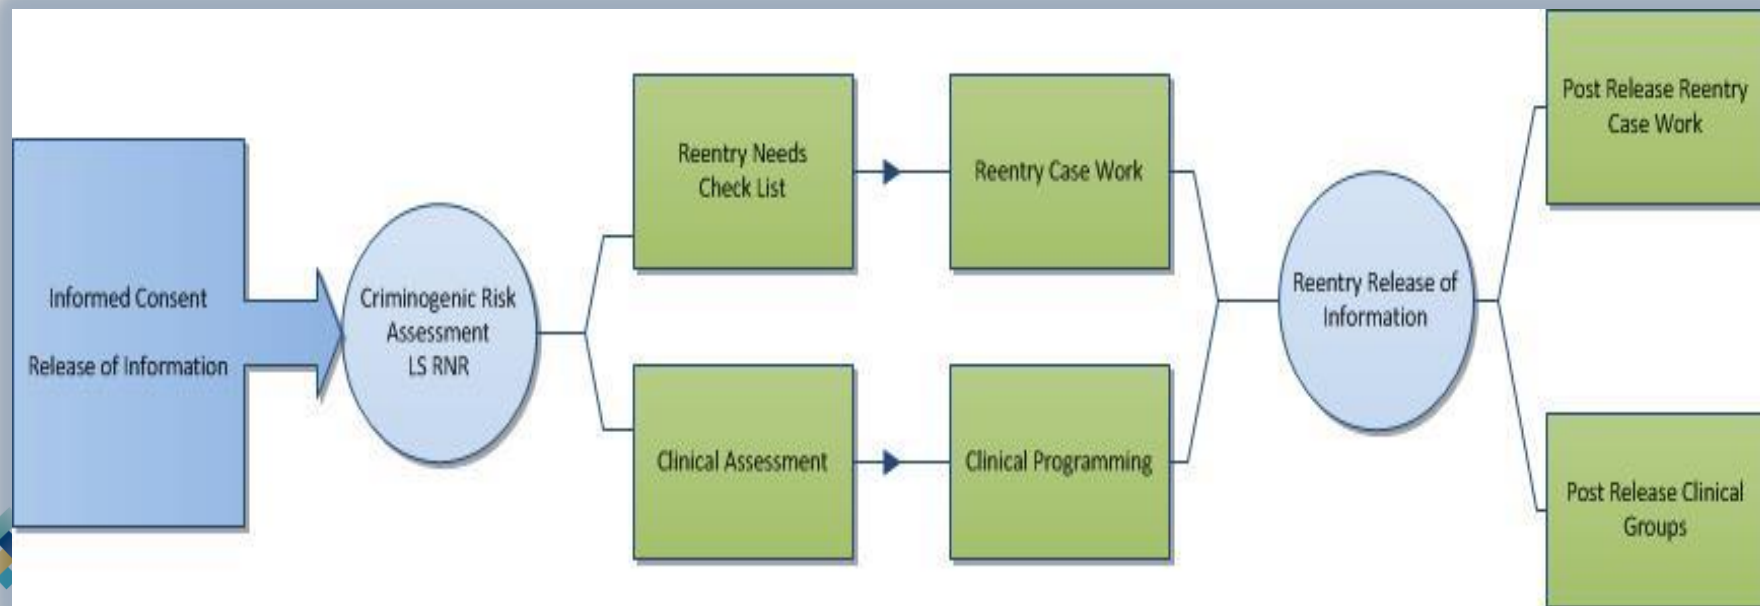 Informed Consent
Release of Information
Criminogenic Risk
Assessment
LS RNR
Reentry Needs
Check List
Reentry Case Work
Clinical Assessment
Clinical Programming
Reentry Release of
Information
Post Release Reentry
Case Work
Post Release Clinical
Groups